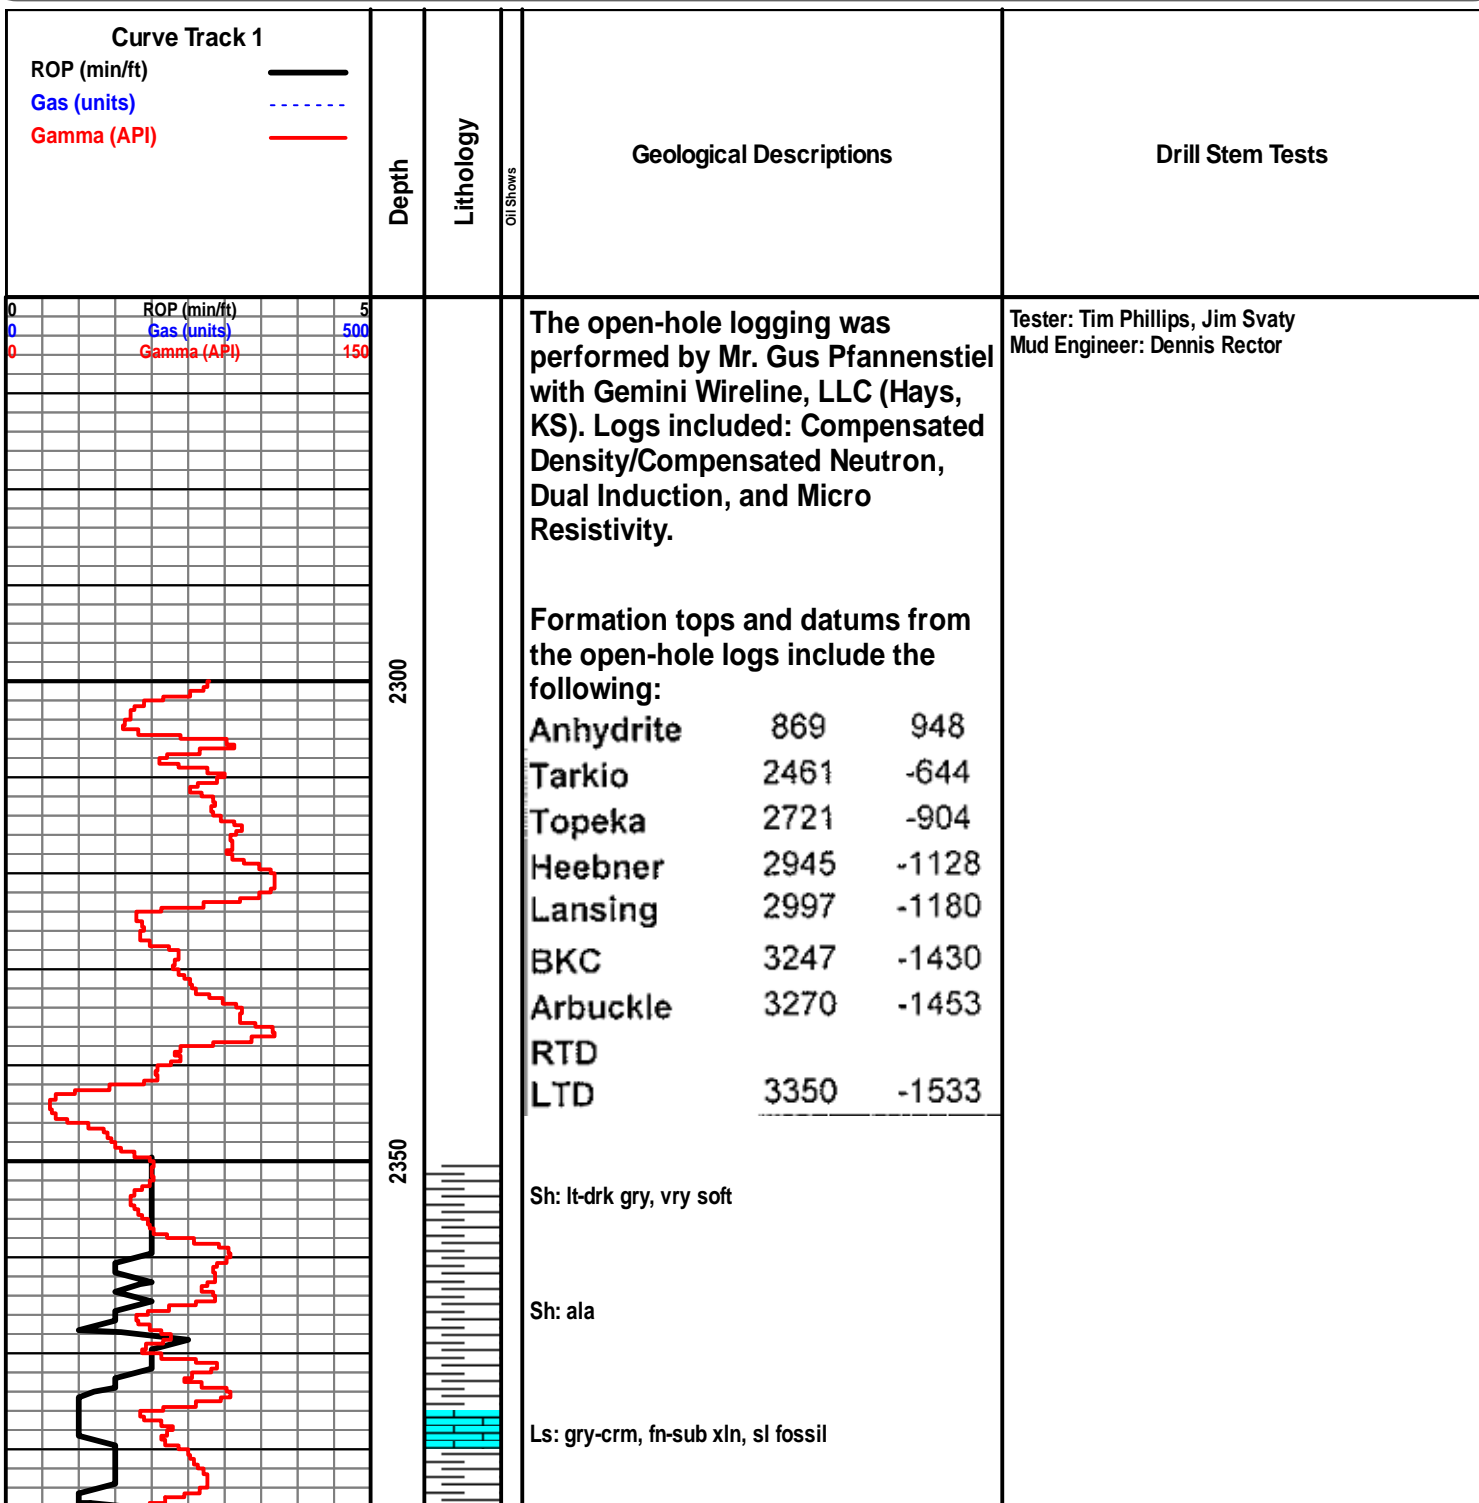 Curve Track 1
ROP (min/ft)
Gas (units)
Gamma (API)
Depth
Lithology
Oil Shows
Geological Descriptions
Drill Stem Tests
0 ROP (min/ft) 5
0 Gas (units) 500
0 Gamma (API) 150
The open-hole logging was
performed by Mr. Gus Pfannenstiel
with Gemini Wireline, LLC (Hays,
KS). Logs included: Compensated
Density/Compensated Neutron,
Dual Induction, and Micro
Resistivity.
Tester: Tim Phillips, Jim Svaty
Mud Engineer: Dennis Rector
Formation tops and datums from
the open-hole logs include the
following:
2300
Anhydrite 869 948
Tarkio 2461 -644
Topeka 2721 -904
Heebner 2945 -1128
Lansing 2997 -1180
BKC 3247 -1430
Arbuckle 3270 -1453
RTD
LTD 3350 -1533
2350
Sh: lt-drk gry, vry soft
Sh: ala
Ls: gry-crm, fn-sub xln, sl fossil